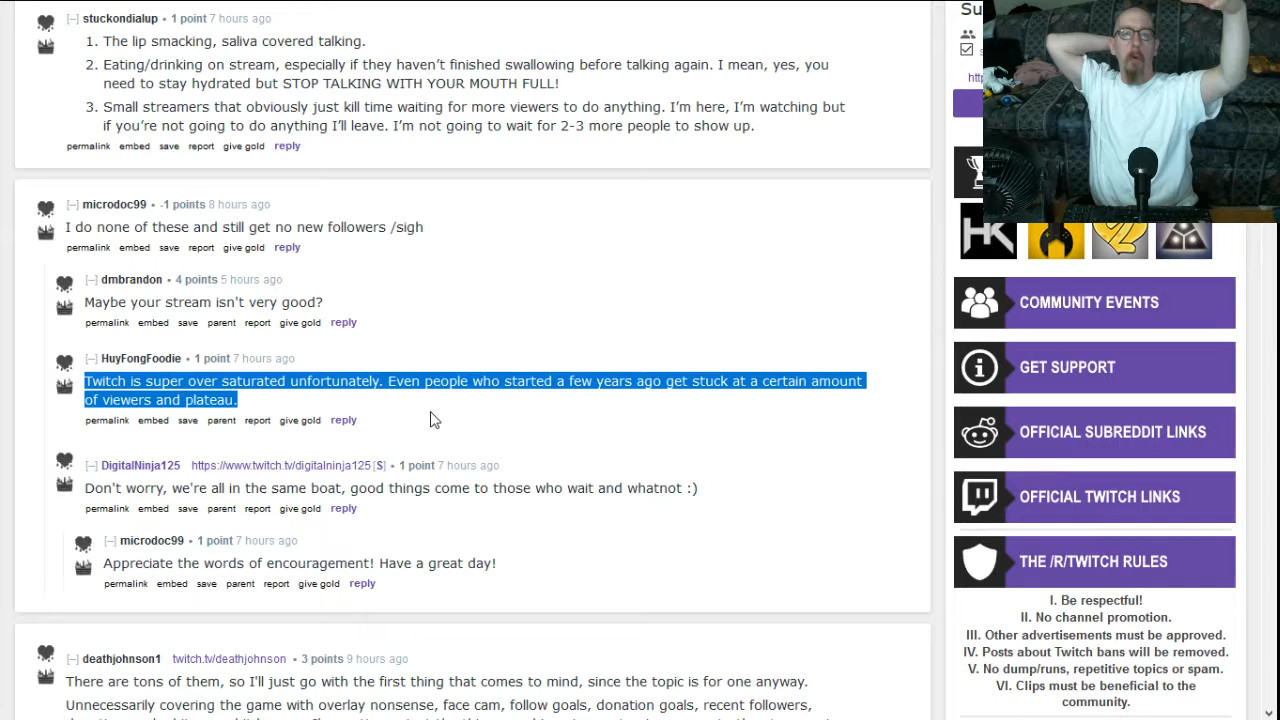 [–] stuckondialup • 1 point 7 hours ago
1. The lip smacking, saliva covered talking.
2. Eating/drinking on stream, especially if they haven't finished swallowing before talking again. I mean, yes, you
need to stay hydrated but STOP TALKING WITH YOUR MOUTH FULL!
3. Small streamers that obviously just kill time waiting for more viewers to do anything. I'm here, I'm watching but
if you're not going to do anything I'll leave. I'm not going to wait for 2-3 more people to show up.
permalink embed save report give gold reply
[–] microdoc99 • -1 points 8 hours ago
I do none of these and still get no new followers /sigh
permalink embed save report give gold reply
[–] dmbrandon • 4 points 5 hours ago
Maybe your stream isn't very good?
permalink embed save parent report give gold reply
[–] HuyFongFoodie • 1 point 7 hours ago
Twitch is super over saturated unfortunately. Even people who started a few years ago get stuck at a certain amount
of viewers and plateau.
permalink embed save parent report give gold reply
[–] DigitalNinja125 https://www.twitch.tv/digitalninja125 [S] • 1 point 7 hours ago
Don't worry, we're all in the same boat, good things come to those who wait and whatnot :)
permalink embed save parent report give gold reply
[–] microdoc99 • 1 point 7 hours ago
Appreciate the words of encouragement! Have a great day!
permalink embed save parent report give gold reply
[–] deathjohnson1 twitch.tv/deathjohnson • 3 points 9 hours ago
There are tons of them, so I'll just go with the first thing that comes to mind, since the topic is for one anyway.
Unnecessarily covering the game with overlay nonsense, face cam, follow goals, donation goals, recent followers,
COMMUNITY EVENTS
GET SUPPORT
OFFICIAL SUBREDDIT LINKS
OFFICIAL TWITCH LINKS
THE /R/TWITCH RULES
I. Be respectful!
II. No channel promotion.
III. Other advertisements must be approved.
IV. Posts about Twitch bans will be removed.
V. No dump/runs, repetitive topics or spam.
VI. Clips must be beneficial to the
community.